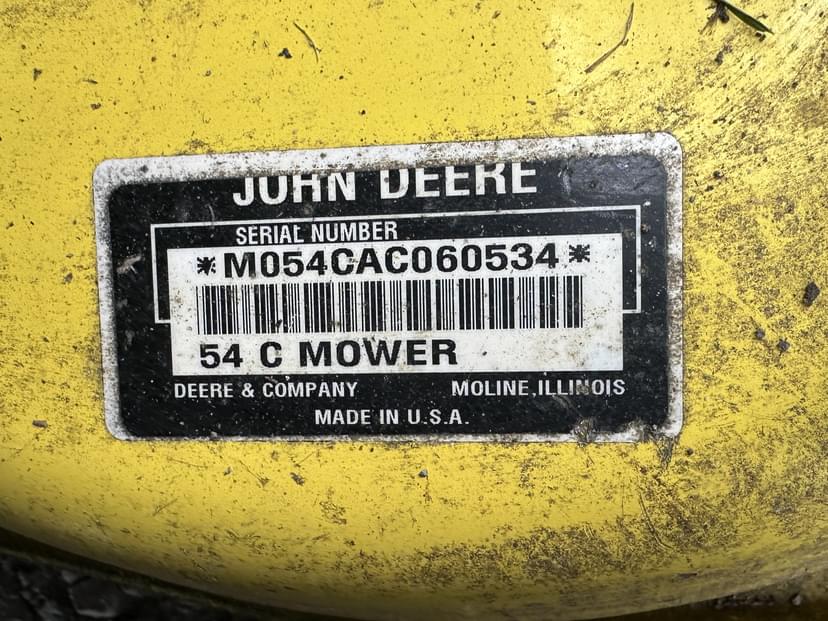 JOHN DEERE
SERIAL NUMBER
*M054CAC060534*
54 C MOWER
DEERE & COMPANY MOLINE, ILLINOIS
MADE IN U.S.A.